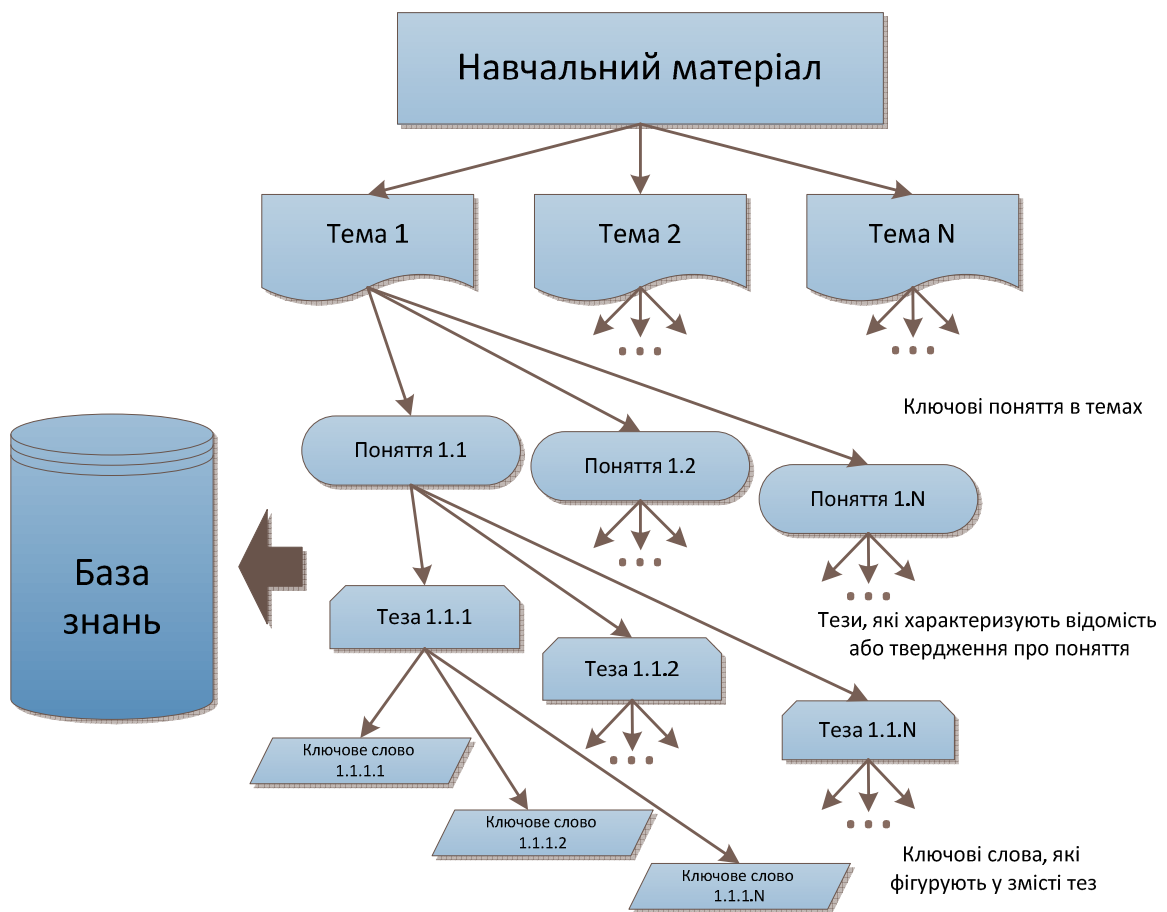 Навчальний матеріал
Тема 1
Тема 2
Тема N
Ключові поняття в темах
Поняття 1.1
Поняття 1.2
Поняття 1.N
База
знань
Теза 1.1.1
Тези, які характеризують відомість
або твердження про поняття
Теза 1.1.2
Теза 1.1.N
Ключове слово
1.1.1.1
Ключове слово
1.1.1.2
Ключове слово
1.1.1.N
Ключові слова, які
фігурують у змісті тез